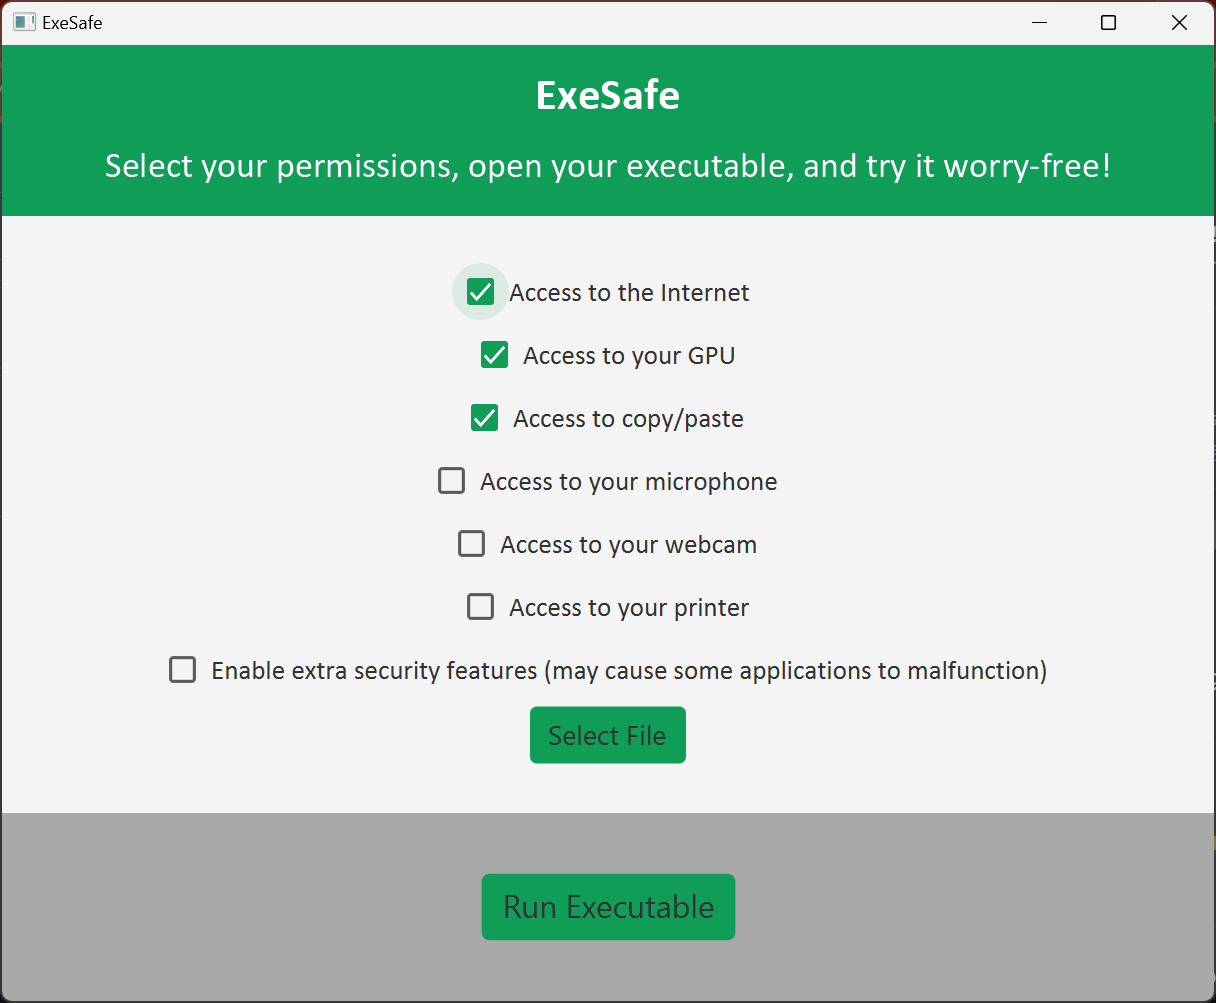 ExeSafe
ExeSafe
Select your permissions, open your executable, and try it worry-free!
Access to the Internet
Access to your GPU
Access to copy/paste
Access to your microphone
Access to your webcam
Access to your printer
Enable extra security features (may cause some applications to malfunction)
Select File
Run Executable